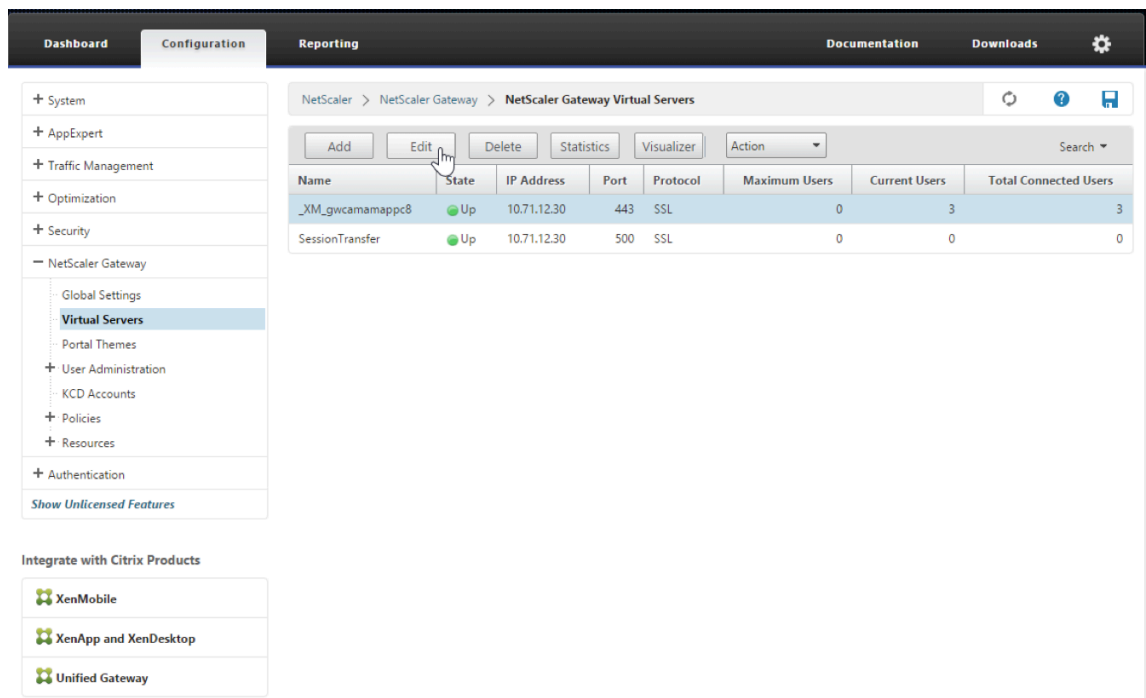 Dashboard Configuration Reporting Documentation Downloads
+ System
+ AppExpert
+ Traffic Management
+ Optimization
+ Security
− NetScaler Gateway
Global Settings
Virtual Servers
Portal Themes
+ User Administration
KCD Accounts
+ Policies
+ Resources
+ Authentication
Show Unlicensed Features
Integrate with Citrix Products
XenMobile
XenApp and XenDesktop
Unified Gateway
NetScaler > NetScaler Gateway > NetScaler Gateway Virtual Servers ?
Add Edit Delete Statistics Visualizer Action Search
Name State IP Address Port Protocol Maximum Users Current Users Total Connected Users
_XM_gwcamamappc8 Up 10.71.12.30 443 SSL 0 3 3
SessionTransfer Up 10.71.12.30 500 SSL 0 0 0